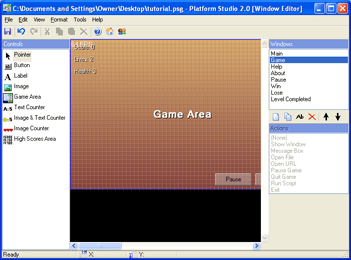 C:\Documents and Settings\Owner\Desktop\tutorial.psg - Platform Studio 2.0 [Window Editor]
File Edit View Format Tools Help
Controls
Pointer
Button
Label
Image
Game Area
Text Counter
Image & Text Counter
Image Counter
High Scores Area
Lives: 2
Health: 3
Game Area
Pause
Windows
Main
Game
Help
About
Pause
Win
Lose
Level Completed
Actions
(None)
Show Window
Message Box
Open File
Open URL
Pause Game
Quit Game
Run Script
Exit
Ready
X
Y: